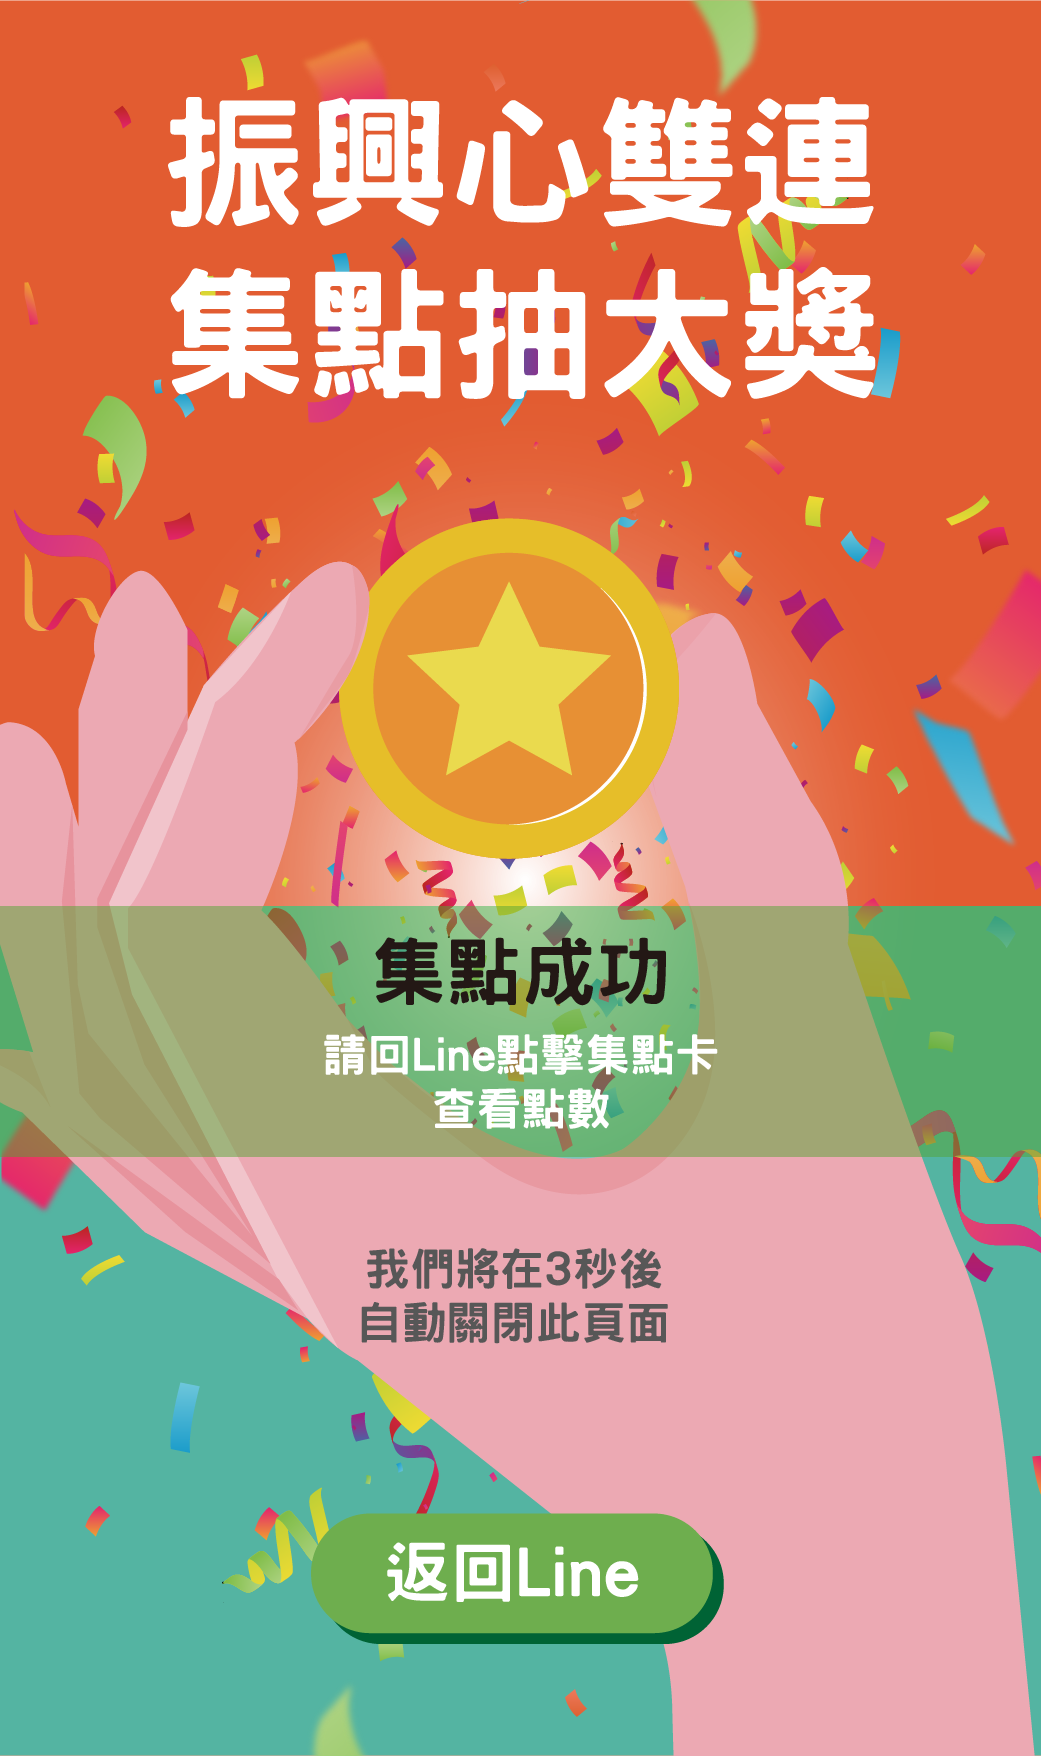 振興心雙連
集點抽大獎
集點成功
請回Line點擊集點卡
查看點數
我們將在3秒後
自動關閉此頁面
返回Line